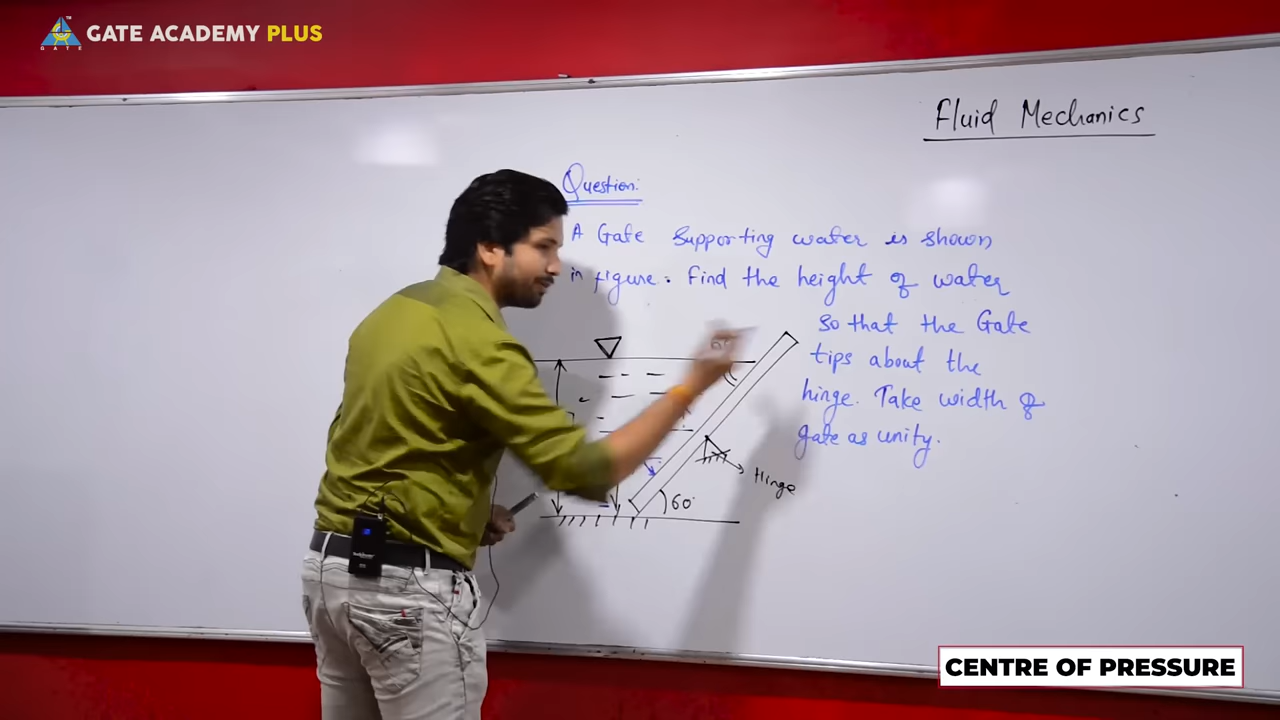 GATE ACADEMY PLUS
GATE
Fluid Mechanics
Question:
A Gate supporting water is shown
in figure. Find the height of water
so that the Gate
tips about the
hinge. Take width of
gate as unity.
Hinge
60°
CENTRE OF PRESSURE